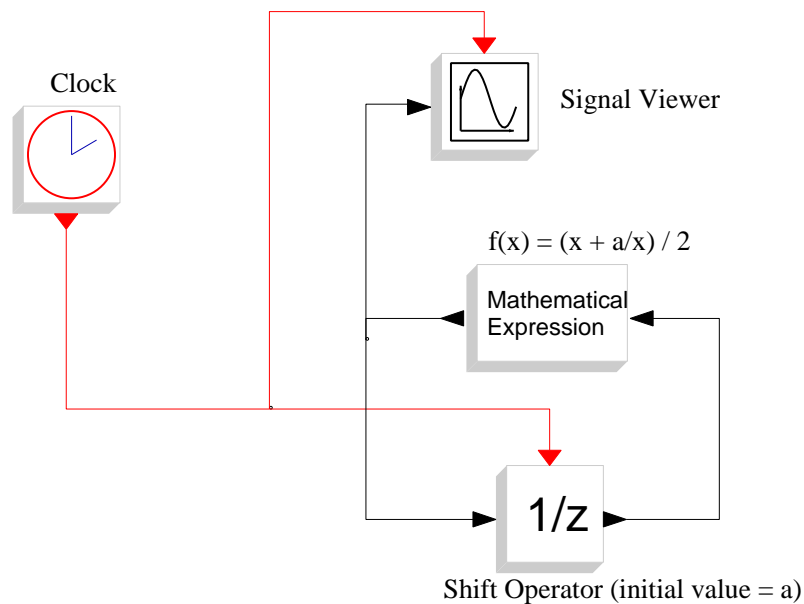 Clock
Signal Viewer
f(x) = (x + a/x) / 2
Mathematical
Expression
1/z
Shift Operator (initial value = a)